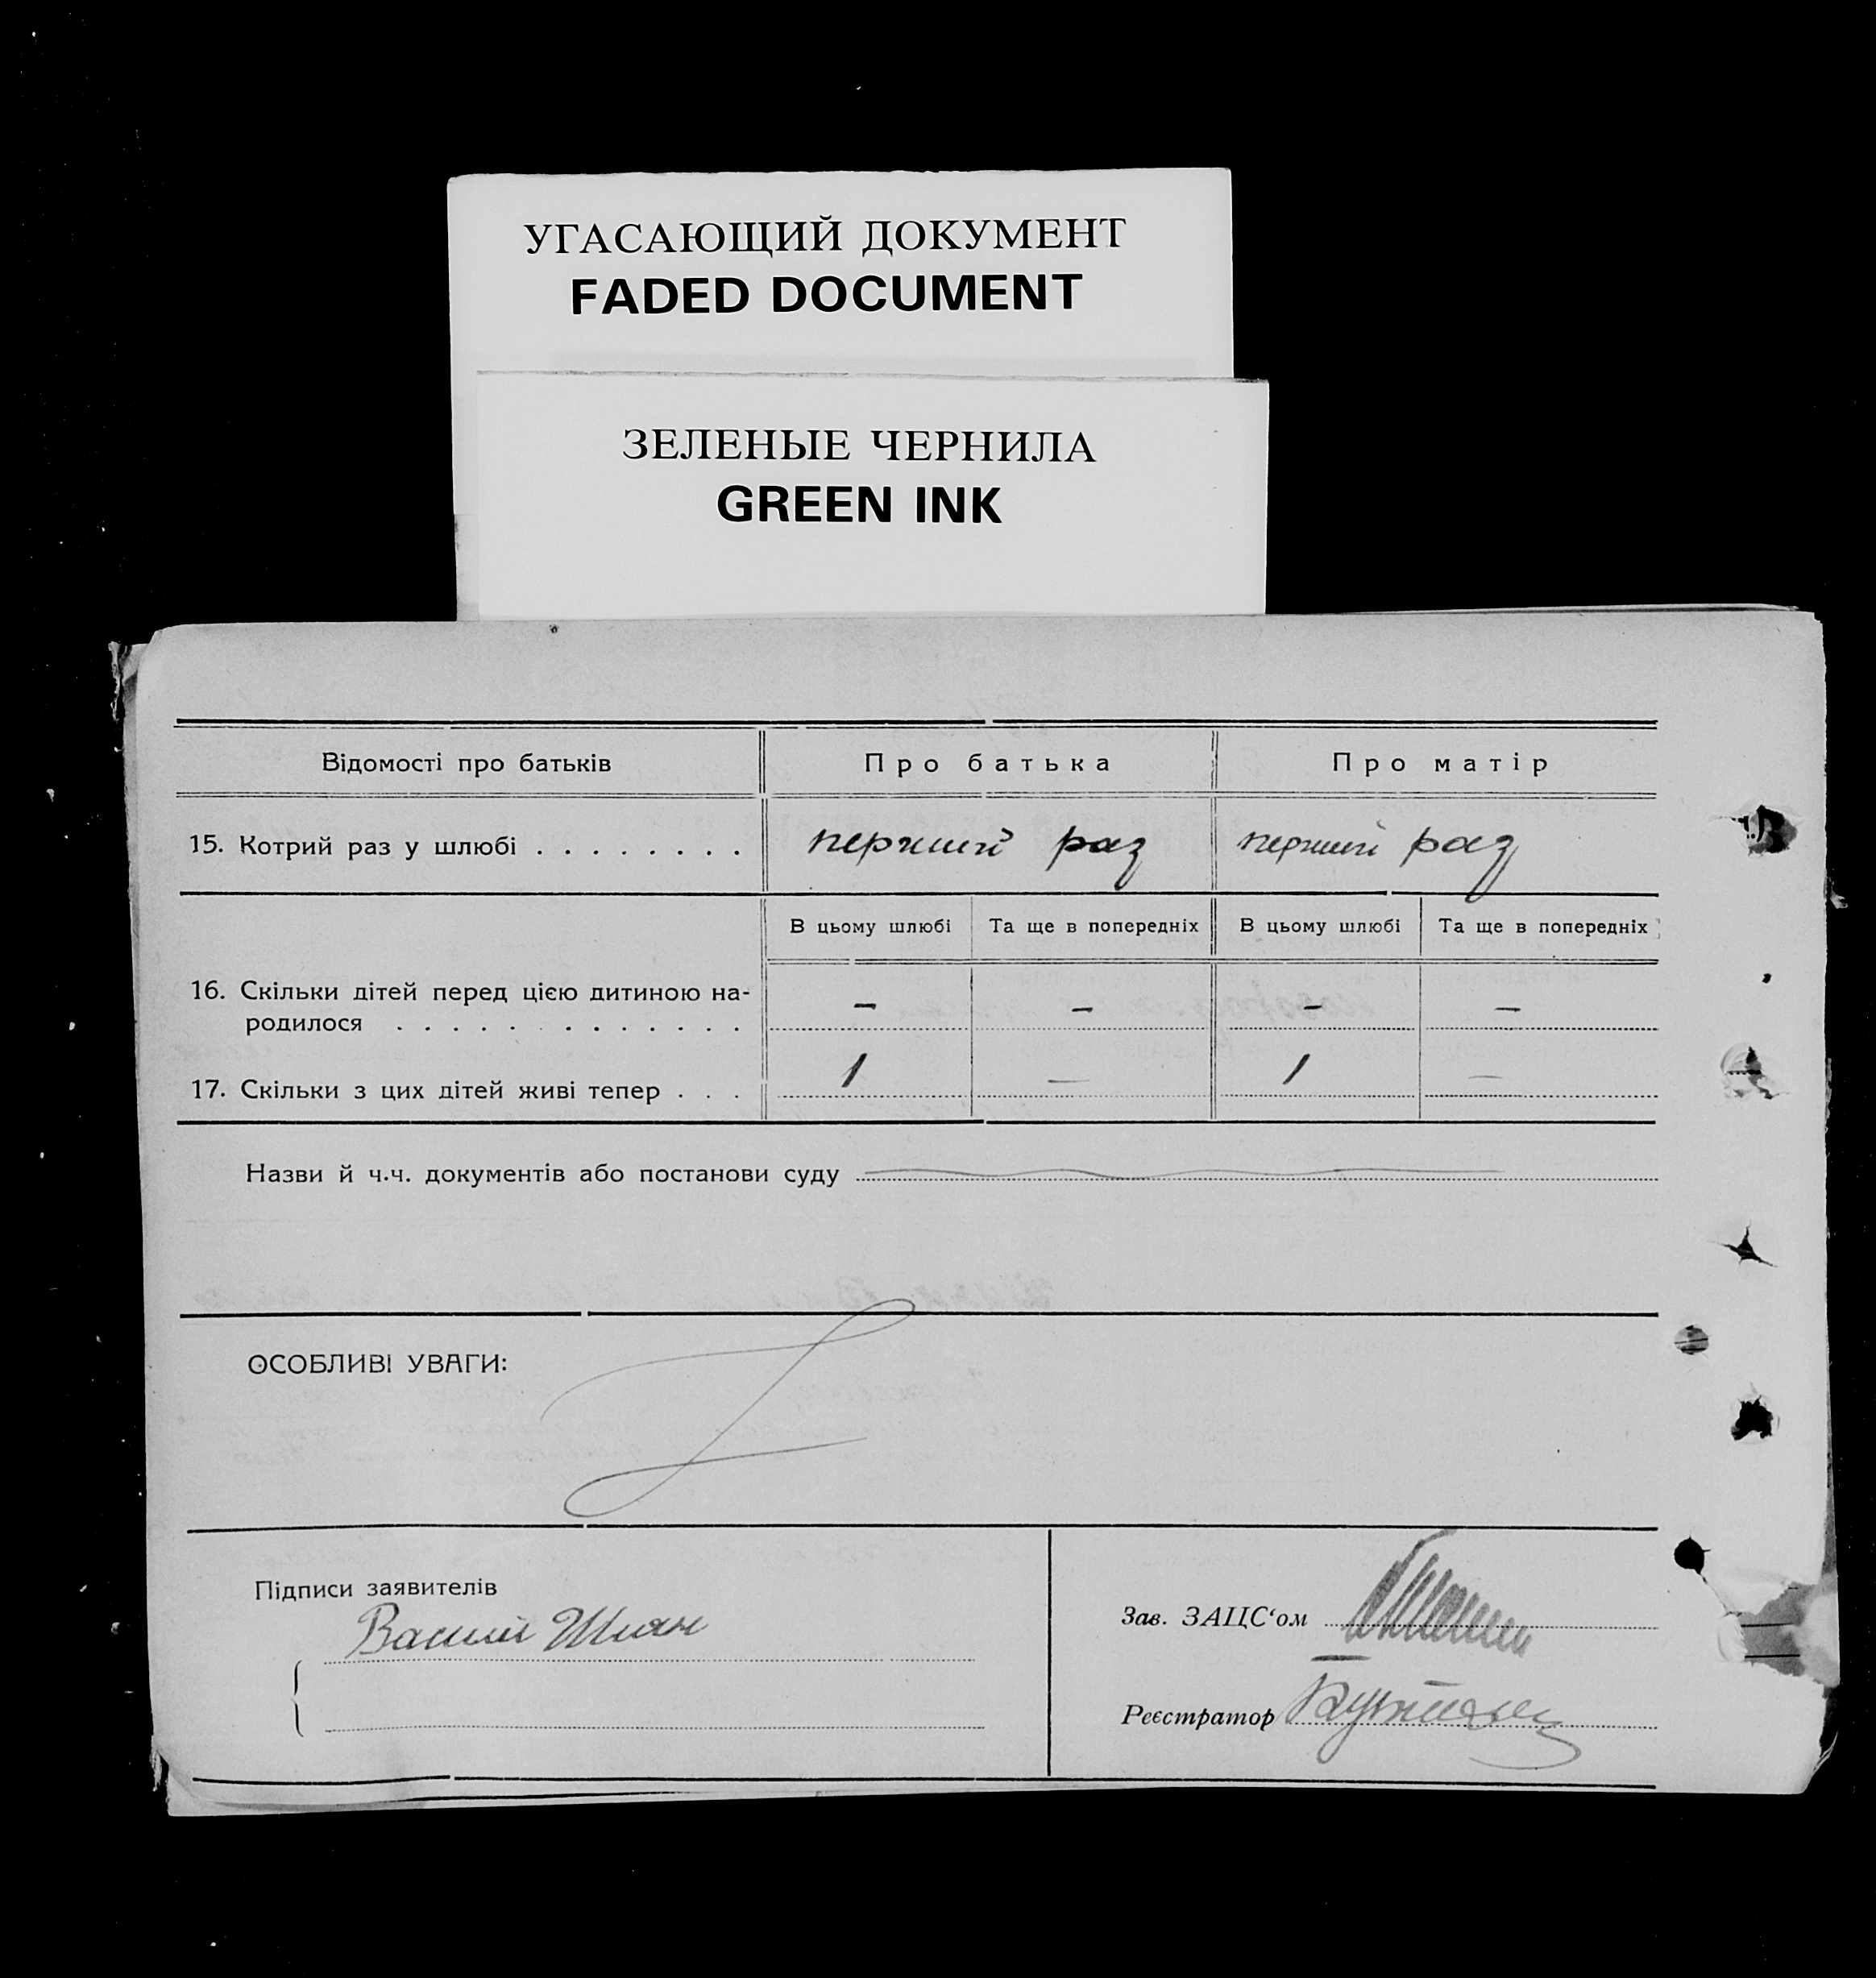 УГАСАЮЩИЙ ДОКУМЕНТ
FADED DOCUMENT
ЗЕЛЕНЫЕ ЧЕРНИЛА
GREEN INK
Відомості про батьків Про батька Про матір
15. Котрий раз у шлюбі . . . . . . . . перший раз перший раз
В цьому шлюбі Та ще в попередніх В цьому шлюбі Та ще в попередніх
16. Скільки дітей перед цією дитиною на-
родилося . . . . . . . . . . . . . – – – –
17. Скільки з цих дітей живі тепер . . . 1 – 1 –
Назви й ч.ч. документів або постанови суду
ОСОБЛИВІ УВАГИ:
Підписи заявителів
Василий Шиян
Зав. ЗАЦС‘ом
Реєстратор